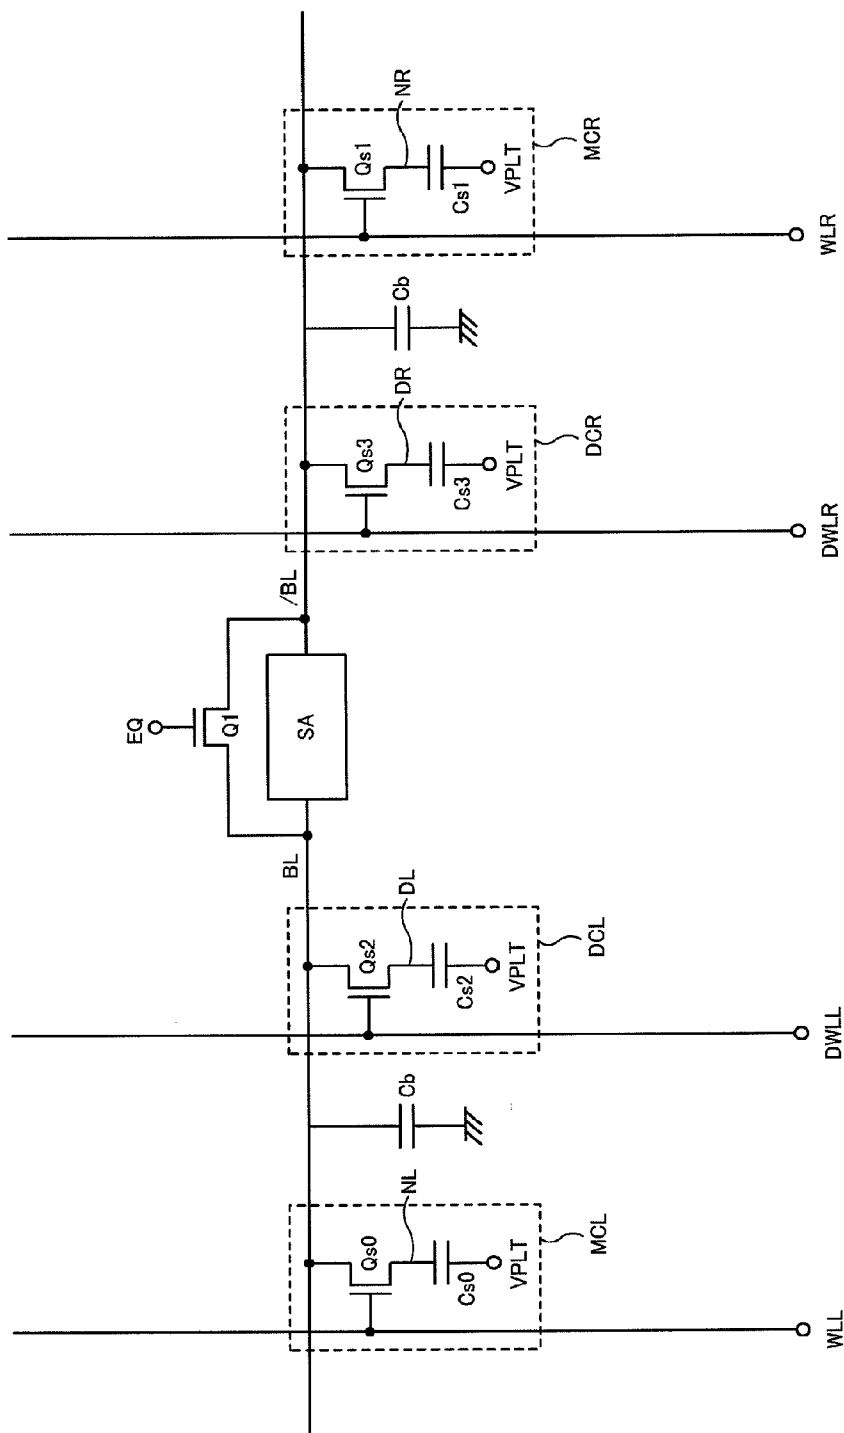 EQ
Q1
SA
BL
/BL
WLL
Qs0
NL
Cs0
VPLT
MCL
Cb
DWLL
Qs2
DL
Cs2
VPLT
DCL
DWLR
Qs3
DR
Cs3
VPLT
DCR
Cb
WLR
Qs1
NR
Cs1
VPLT
MCR